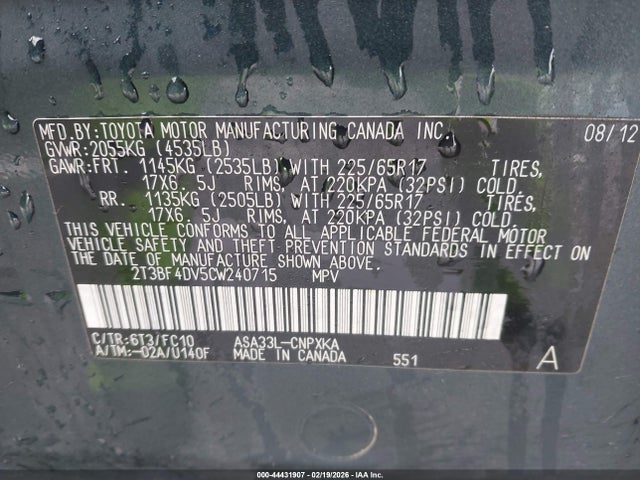 MFD.BY:TOYOTA MOTOR MANUFACTURING CANADA INC. 08/12
GVWR:2055KG (4535LB)
GAWR:FRT. 1145KG (2535LB) WITH 225/65R17 TIRES,
17X6. 5J RIMS, AT 220KPA (32PSI) COLD.
RR. 1135KG (2505LB) WITH 225/65R17 TIRES,
17X6. 5J RIMS, AT 220KPA (32PSI) COLD.
THIS VEHICLE CONFORMS TO ALL APPLICABLE FEDERAL MOTOR
VEHICLE SAFETY AND THEFT PREVENTION STANDARDS IN EFFECT ON
THE DATE OF MANUFACTURE SHOWN ABOVE.
2T3BF4DV5CW240715 MPV
C/TR:6T3/FC10 ASA33L-CNPXKA
A/TM:-02A/U140F MADE IN CANADA 551 A
000-44431907 - 02/19/2026 - IAA Inc.